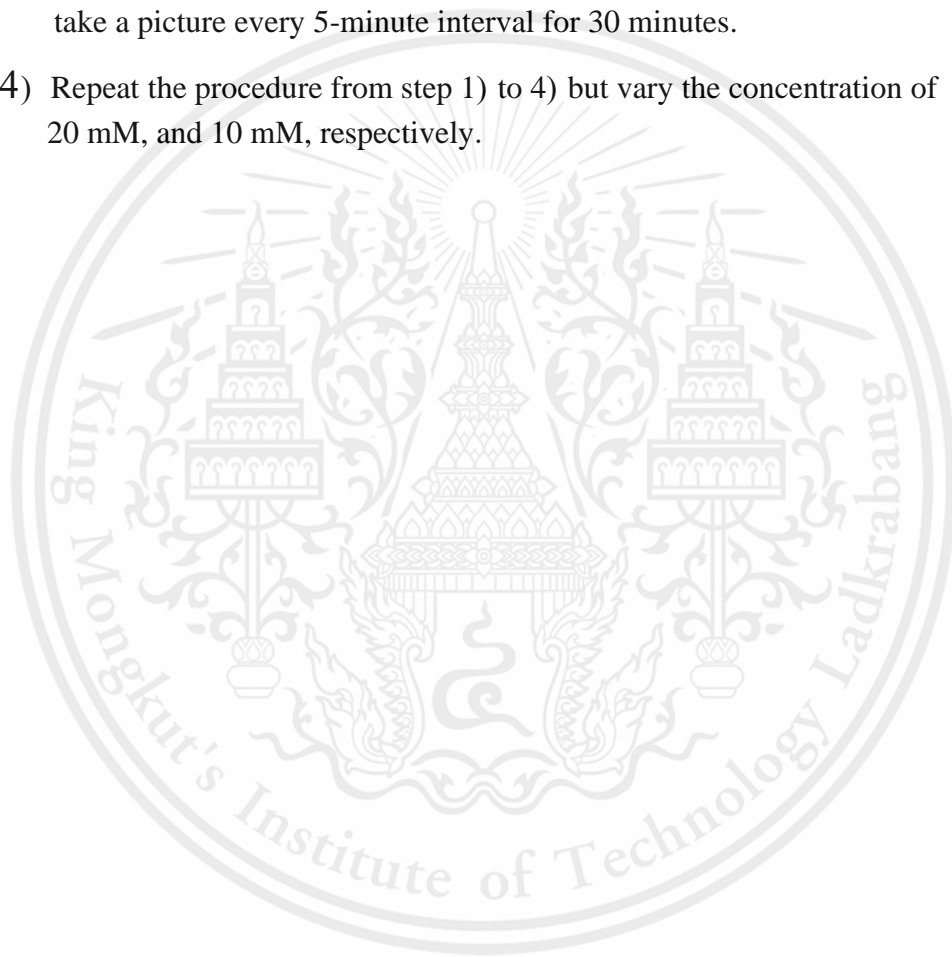 take a picture every 5-minute interval for 30 minutes.
4) Repeat the procedure from step 1) to 4) but vary the concentration of
20 mM, and 10 mM, respectively.
King Mongkut's Institute of Technology Ladkrabang